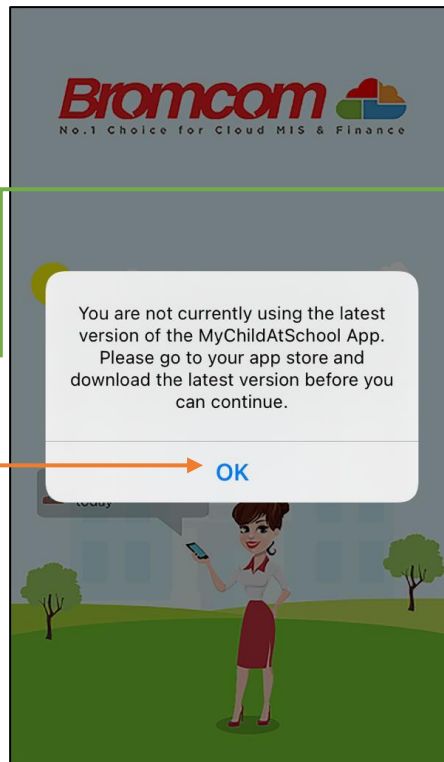 Bromcom
No.1 Choice for Cloud MIS & Finance
You are not currently using the latest
version of the MyChildAtSchool App.
Please go to your app store and
download the latest version before you
can continue.
OK
today